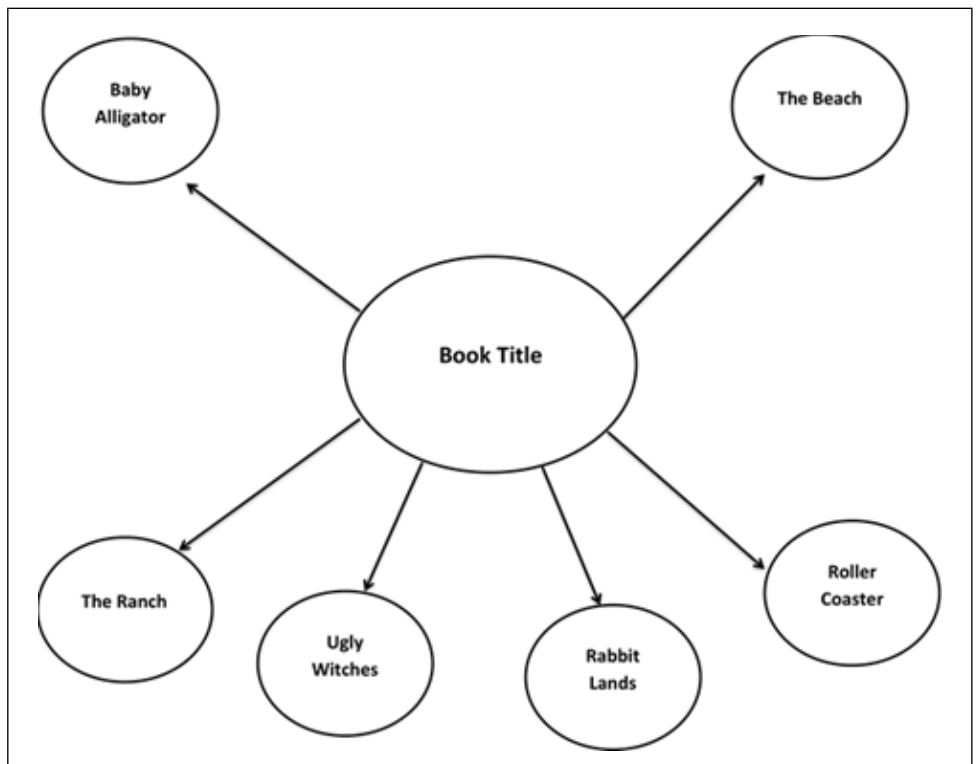 Baby
Alligator
The Beach
Book Title
The Ranch
Ugly
Witches
Rabbit
Lands
Roller
Coaster